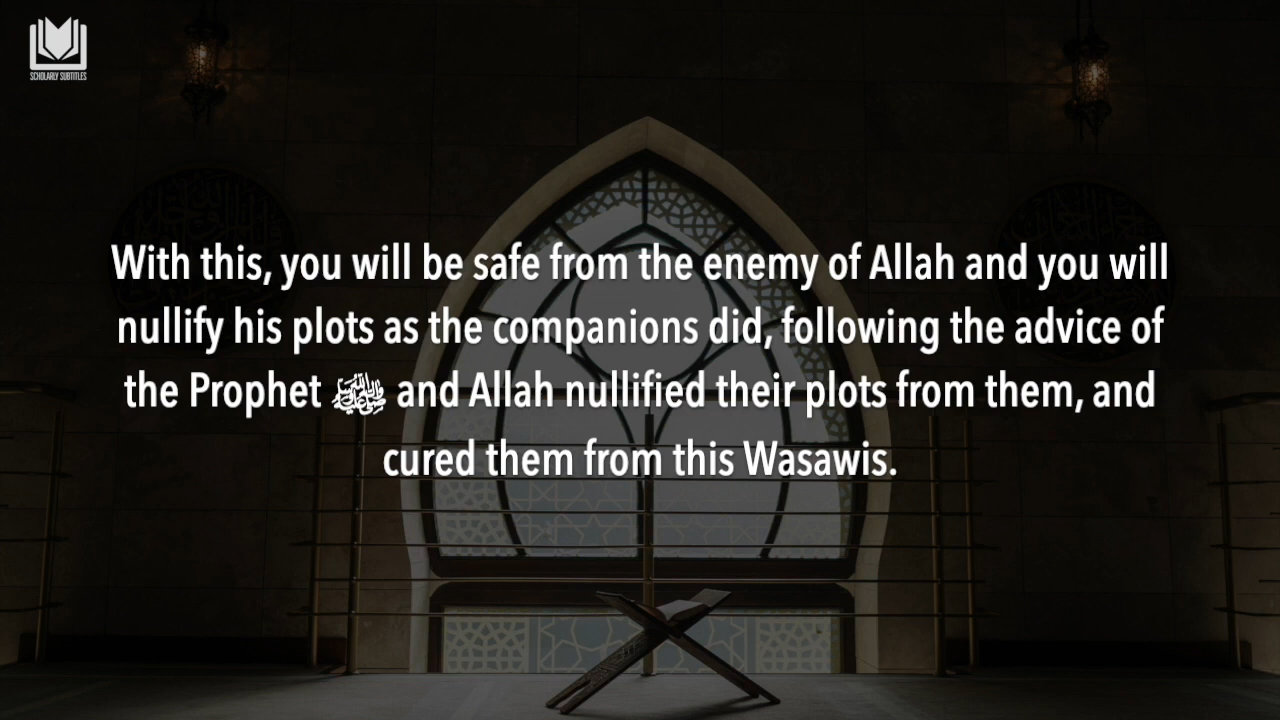 SCHOLARLY SUBTITLES
With this, you will be safe from the enemy of Allah and you will
nullify his plots as the companions did, following the advice of
the Prophet ﷺ and Allah nullified their plots from them, and
cured them from this Wasawis.